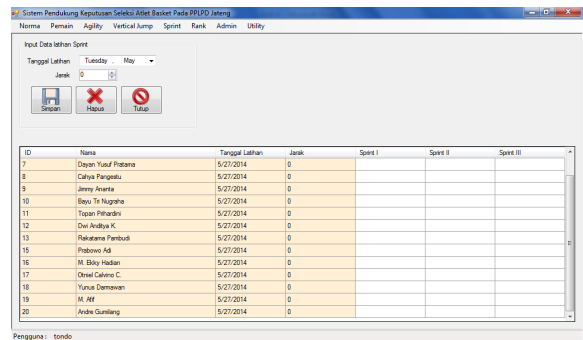 Sistem Pendukung Keputusan Seleksi Atlet Basket Pada PPLPD Jateng
Norma Pemain Agility Vertical Jump Sprint Rank Admin Utility
Input Data latihan Sprint
Tanggal Latihan Tuesday , May
Jarak 0
Simpan Hapus Tutup
ID Nama Tanggal Latihan Jarak Sprint I Sprint II Sprint III
7 Dayan Yusuf Pratama 5/27/2014 0
8 Cahya Pangestu 5/27/2014 0
9 Jimmy Ananta 5/27/2014 0
10 Bayu Tri Nugraha 5/27/2014 0
11 Topan Prihardini 5/27/2014 0
12 Dwi Anditya K. 5/27/2014 0
13 Rakatama Pambudi 5/27/2014 0
15 Prabowo Adi 5/27/2014 0
16 M. Ekky Hadian 5/27/2014 0
17 Otniel Calvino C. 5/27/2014 0
18 Yunus Darmawan 5/27/2014 0
19 M. Afif 5/27/2014 0
20 Andre Gumilang 5/27/2014 0
Pengguna : tondo